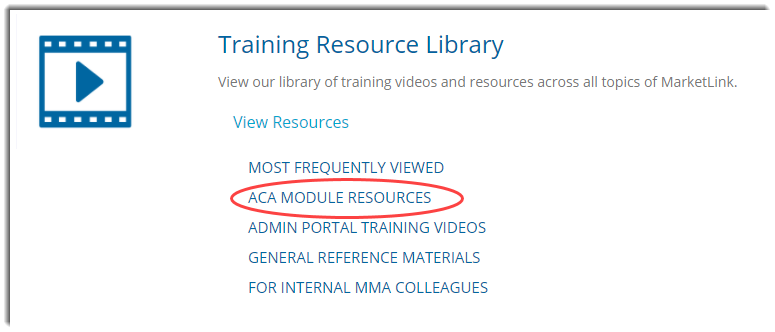 Training Resource Library
View our library of training videos and resources across all topics of MarketLink.
View Resources
MOST FREQUENTLY VIEWED
ACA MODULE RESOURCES
ADMIN PORTAL TRAINING VIDEOS
GENERAL REFERENCE MATERIALS
FOR INTERNAL MMA COLLEAGUES